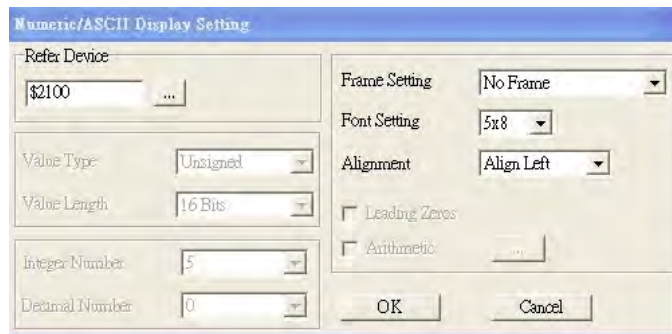 Numeric/ASCII Display Setting
Refer Device
$2100
...
Value Type
Unsigned
Value Length
16 Bits
Integer Number
5
Decimal Number
0
Frame Setting
No Frame
Font Setting
5x8
Alignment
Align Left
Leading Zeros
Arithmetic
...
OK
Cancel